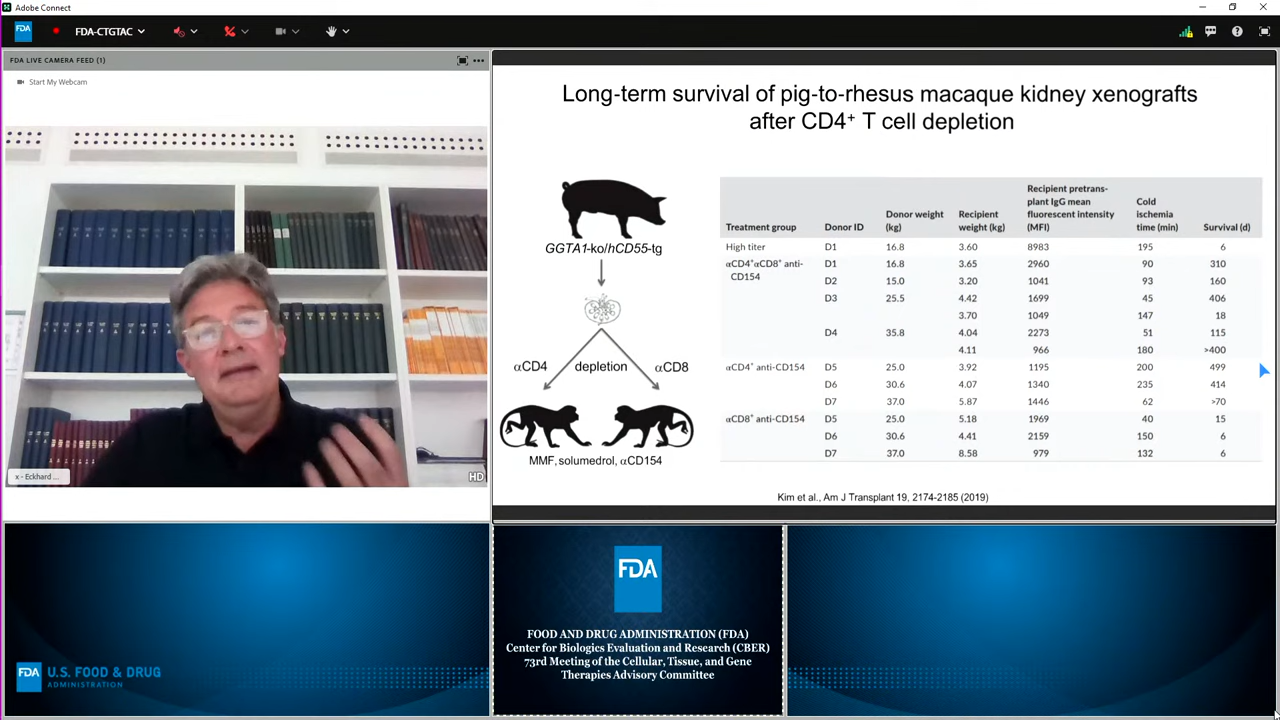 Adobe Connect
FDA
FDA-CTGTAC
FDA LIVE CAMERA FEED (1)
Start My Webcam
x - Eckhard ...
HD
Long-term survival of pig-to-rhesus macaque kidney xenografts
after CD4⁺ T cell depletion
GGTA1-ko/hCD55-tg
αCD4 depletion αCD8
MMF, solumedrol, αCD154
Treatment group Donor ID Donor weight (kg) Recipient weight (kg) Recipient pretrans-plant IgG mean fluorescent intensity (MFI) Cold ischemia time (min) Survival (d)
High titer D1 16.8 3.60 8983 195 6
αCD4⁺αCD8⁺ anti- D1 16.8 3.65 2960 90 310
CD154 D2 15.0 3.20 1041 93 160
D3 25.5 4.42 1699 45 406
3.70 1049 147 18
D4 35.8 4.04 2273 51 115
4.11 966 180 >400
αCD4⁺ anti-CD154 D5 25.0 3.92 1195 200 499
D6 30.6 4.07 1340 235 414
D7 37.0 5.87 1446 62 >70
αCD8⁺ anti-CD154 D5 25.0 5.18 1969 40 15
D6 30.6 4.41 2159 150 6
D7 37.0 8.58 979 132 6
Kim et al., Am J Transplant 19, 2174-2185 (2019)
FDA U.S. FOOD & DRUG
ADMINISTRATION
FDA
FOOD AND DRUG ADMINISTRATION (FDA)
Center for Biologics Evaluation and Research (CBER)
73rd Meeting of the Cellular, Tissue, and Gene
Therapies Advisory Committee